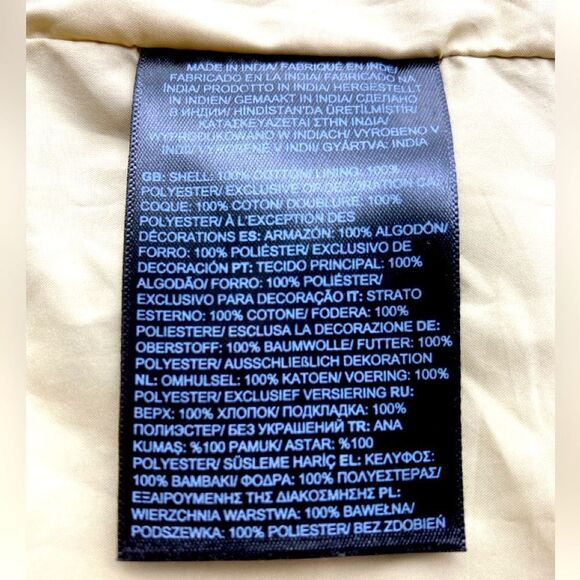 MADE IN INDIA/ FABRIQUÉ EN INDE/
FABRICADO EN LA INDIA/ FABRICADO NA
ÍNDIA/ PRODOTTO IN INDIA/ HERGESTELLT
IN INDIEN/ GEMAAKT IN INDIA/ СДЕЛАНО
В ИНДИИ/ HİNDİSTAN'DA ÜRETİLMİŞTİR/
ΚΑΤΑΣΚΕΥΑΖΕΤΑΙ ΣΤΗΝ ΙΝΔΙΑ/
WYPRODUKOWANO W INDIACH/ VYROBENO V
INDII/ VYROBENÉ V INDII/ GYÁRTVA: INDIA
GB: SHELL: 100% COTTON/ LINING: 100%
POLYESTER/ EXCLUSIVE OF DECORATION CA:
COQUE: 100% COTON/ DOUBLURE: 100%
POLYESTER/ À L'EXCEPTION DES
DÉCORATIONS ES: ARMAZÓN: 100% ALGODÓN/
FORRO: 100% POLIÉSTER/ EXCLUSIVO DE
DECORACIÓN PT: TECIDO PRINCIPAL: 100%
ALGODÃO/ FORRO: 100% POLIÉSTER/
EXCLUSIVO PARA DECORAÇÃO IT: STRATO
ESTERNO: 100% COTONE/ FODERA: 100%
POLIESTERE/ ESCLUSA LA DECORAZIONE DE:
OBERSTOFF: 100% BAUMWOLLE/ FUTTER: 100%
POLYESTER/ AUSSCHLIEßLICH DEKORATION
NL: OMHULSEL: 100% KATOEN/ VOERING: 100%
POLYESTER/ EXCLUSIEF VERSIERING RU:
ВЕРХ: 100% ХЛОПОК/ ПОДКЛАДКА: 100%
ПОЛИЭСТЕР/ БЕЗ УКРАШЕНИЙ TR: ANA
KUMAŞ: %100 PAMUK/ ASTAR: %100
POLYESTER/ SÜSLEME HARİÇ EL: ΚΕΛΥΦΟΣ:
100% ΒΑΜΒΑΚΙ/ ΦΟΔΡΑ: 100% ΠΟΛΥΕΣΤΕΡΑΣ/
ΕΞΑΙΡΟΥΜΕΝΗΣ ΤΗΣ ΔΙΑΚΟΣΜΗΣΗΣ PL:
WIERZCHNIA WARSTWA: 100% BAWEŁNA/
PODSZEWKA: 100% POLIESTER/ BEZ ZDOBIEŃ